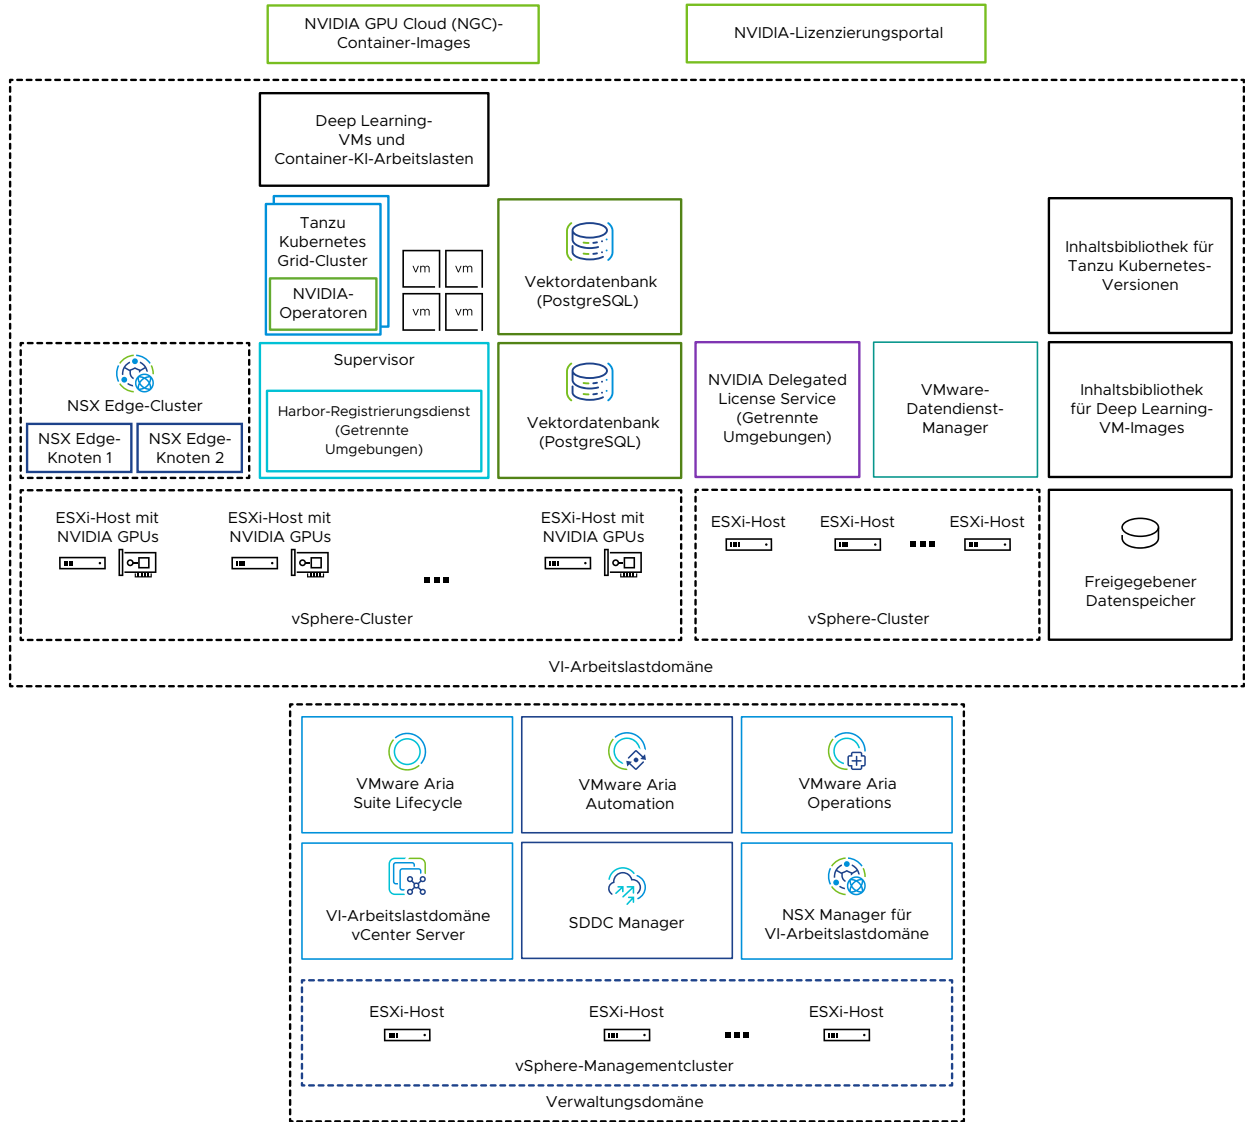 NVIDIA GPU Cloud (NGC)-
Container-Images
NVIDIA-Lizenzierungsportal
Deep Learning-
VMs und
Container-KI-Arbeitslasten
Tanzu
Kubernetes
Grid-Cluster
NVIDIA-
Operatoren
vm
vm
vm
vm
Vektordatenbank
(PostgreSQL)
Inhaltsbibliothek für
Tanzu Kubernetes-
Versionen
NSX Edge-Cluster
NSX Edge-
Knoten 1
NSX Edge-
Knoten 2
Supervisor
Harbor-Registrierungsdienst
(Getrennte
Umgebungen)
Vektordatenbank
(PostgreSQL)
NVIDIA Delegated
License Service
(Getrennte
Umgebungen)
VMware-
Datendienst-
Manager
Inhaltsbibliothek
für Deep Learning-
VM-Images
ESXi-Host mit
NVIDIA GPUs
ESXi-Host mit
NVIDIA GPUs
ESXi-Host mit
NVIDIA GPUs
vSphere-Cluster
ESXi-Host
ESXi-Host
ESXi-Host
vSphere-Cluster
Freigegebener
Datenspeicher
VI-Arbeitslastdomäne
VMware Aria
Suite Lifecycle
VMware Aria
Automation
VMware Aria
Operations
VI-Arbeitslastdomäne
vCenter Server
SDDC Manager
NSX Manager für
VI-Arbeitslastdomäne
ESXi-Host
ESXi-Host
ESXi-Host
vSphere-Managementcluster
Verwaltungsdomäne